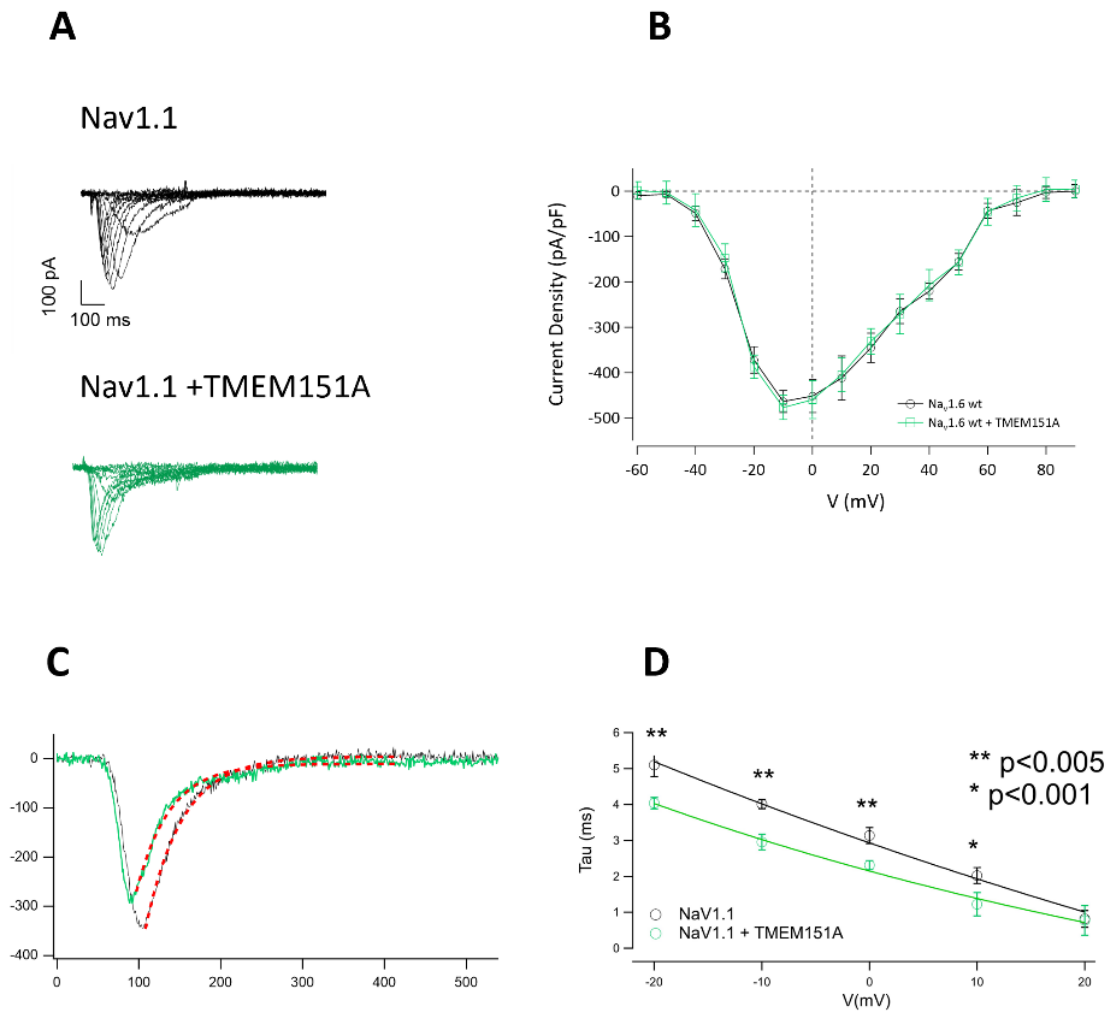 A
Nav1.1
100 pA
100 ms
Nav1.1 +TMEM151A
B
0
-100
-200
-300
-400
-500
Current Density (pA/pF)
Naᵥ1.6 wt
Naᵥ1.6 wt + TMEM151A
-60 -40 -20 0 20 40 60 80
V (mV)
C
0
-100
-200
-300
-400
0 100 200 300 400 500
D
6
5
4
3
2
1
0
Tau (ms)
**
**
**
*
** p<0.005
* p<0.001
NaV1.1
NaV1.1 + TMEM151A
-20 -10 0 10 20
V(mV)